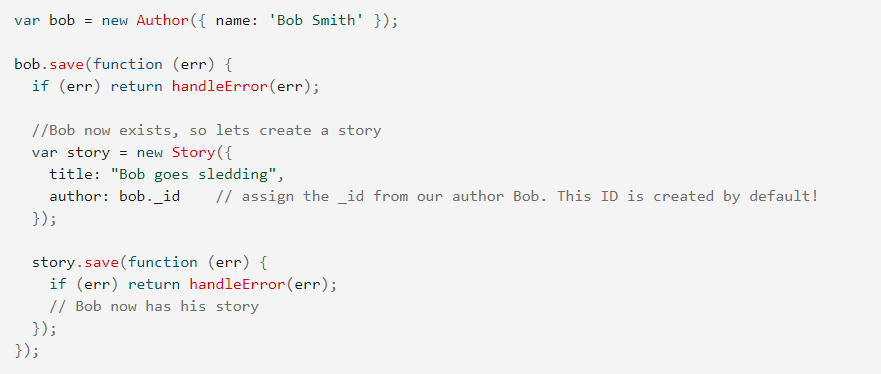 var bob = new Author({ name: 'Bob Smith' });

bob.save(function (err) {
  if (err) return handleError(err);

  //Bob now exists, so lets create a story
  var story = new Story({
    title: "Bob goes sledding",
    author: bob._id    // assign the _id from our author Bob. This ID is created by default!
  });

  story.save(function (err) {
    if (err) return handleError(err);
    // Bob now has his story
  });
});